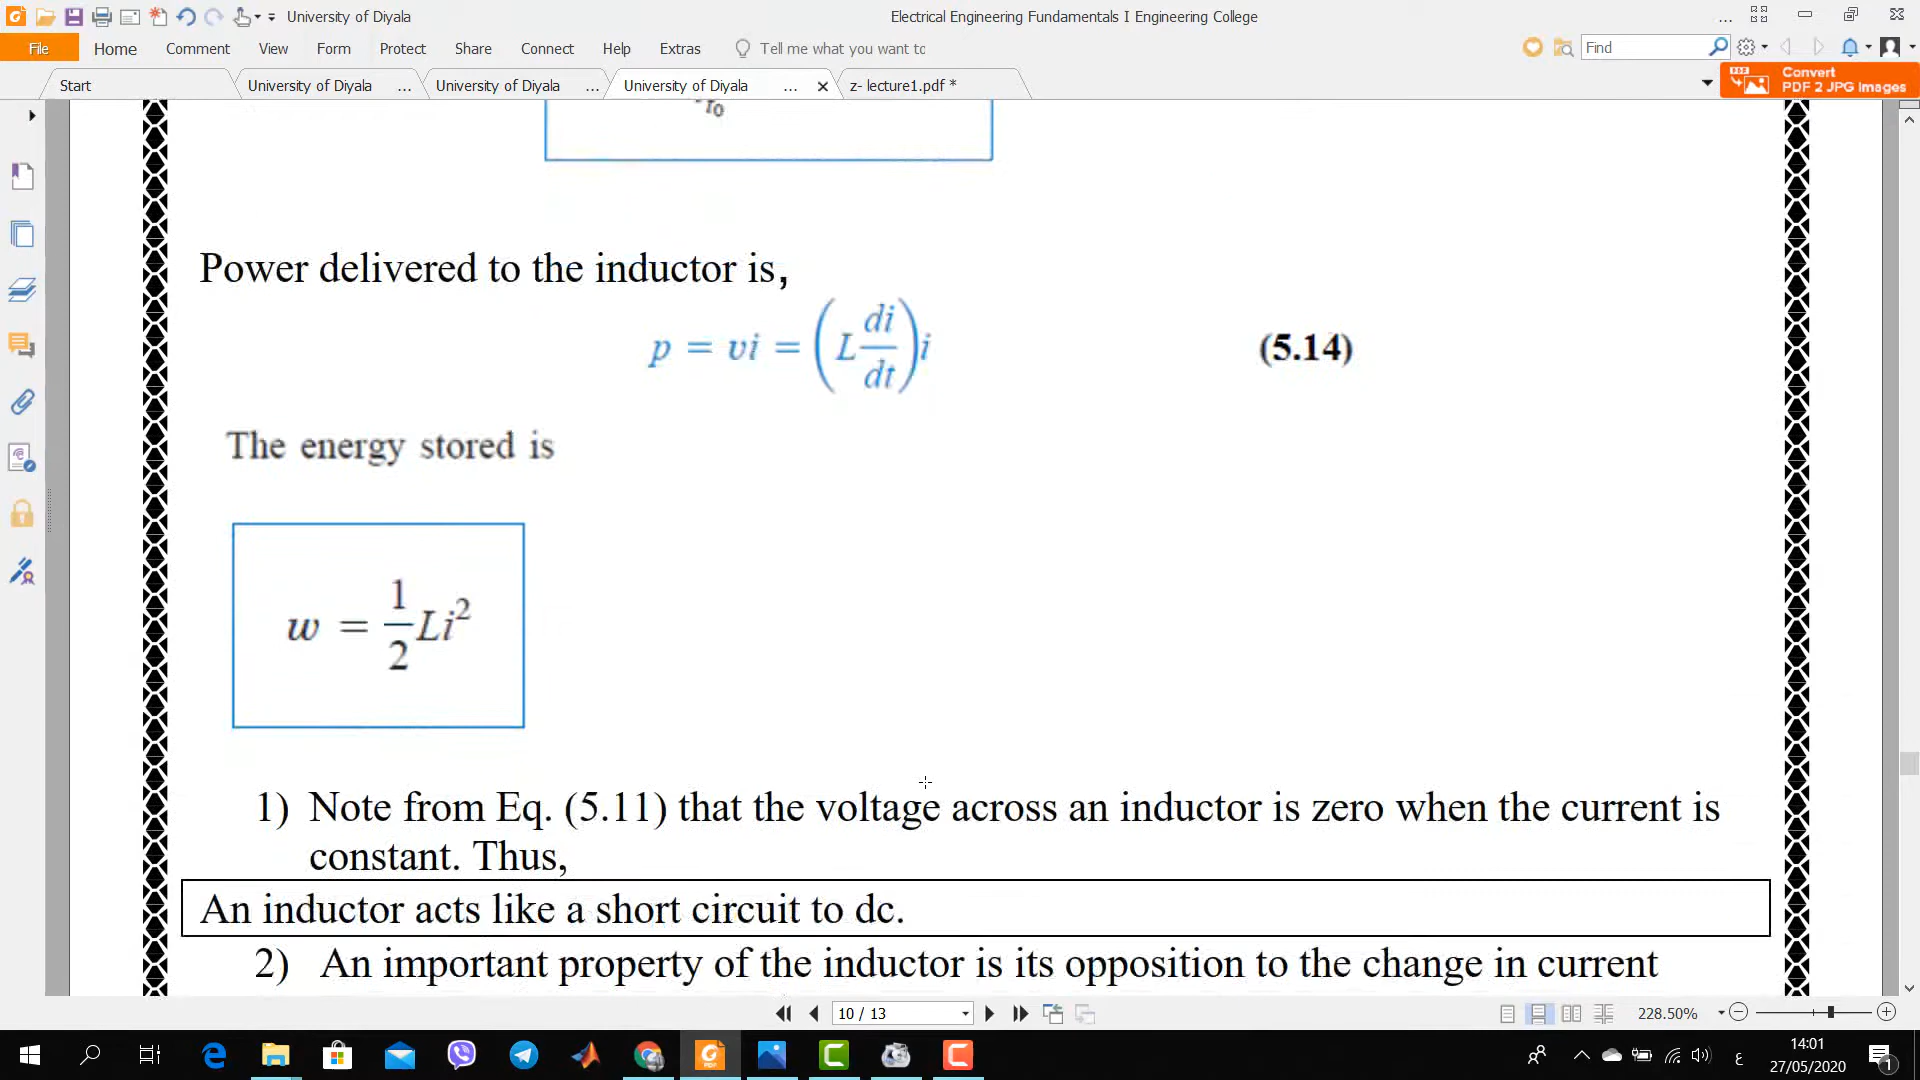 University of Diyala
Electrical Engineering Fundamentals I Engineering College
...
File
Home
Comment
View
Form
Protect
Share
Connect
Help
Extras
Tell me what you want to
Find
Start
University of Diyala ...
University of Diyala ...
University of Diyala ...
z- lecture1.pdf *
Convert
PDF 2 JPG Images
t0
Power delivered to the inductor is,
p = vi = (L di/dt) i (5.14)
The energy stored is
w = 1/2 Li²
1) Note from Eq. (5.11) that the voltage across an inductor is zero when the current is
constant. Thus,
An inductor acts like a short circuit to dc.
2) An important property of the inductor is its opposition to the change in current
10 / 13
228.50%
ع
14:01
27/05/2020
1